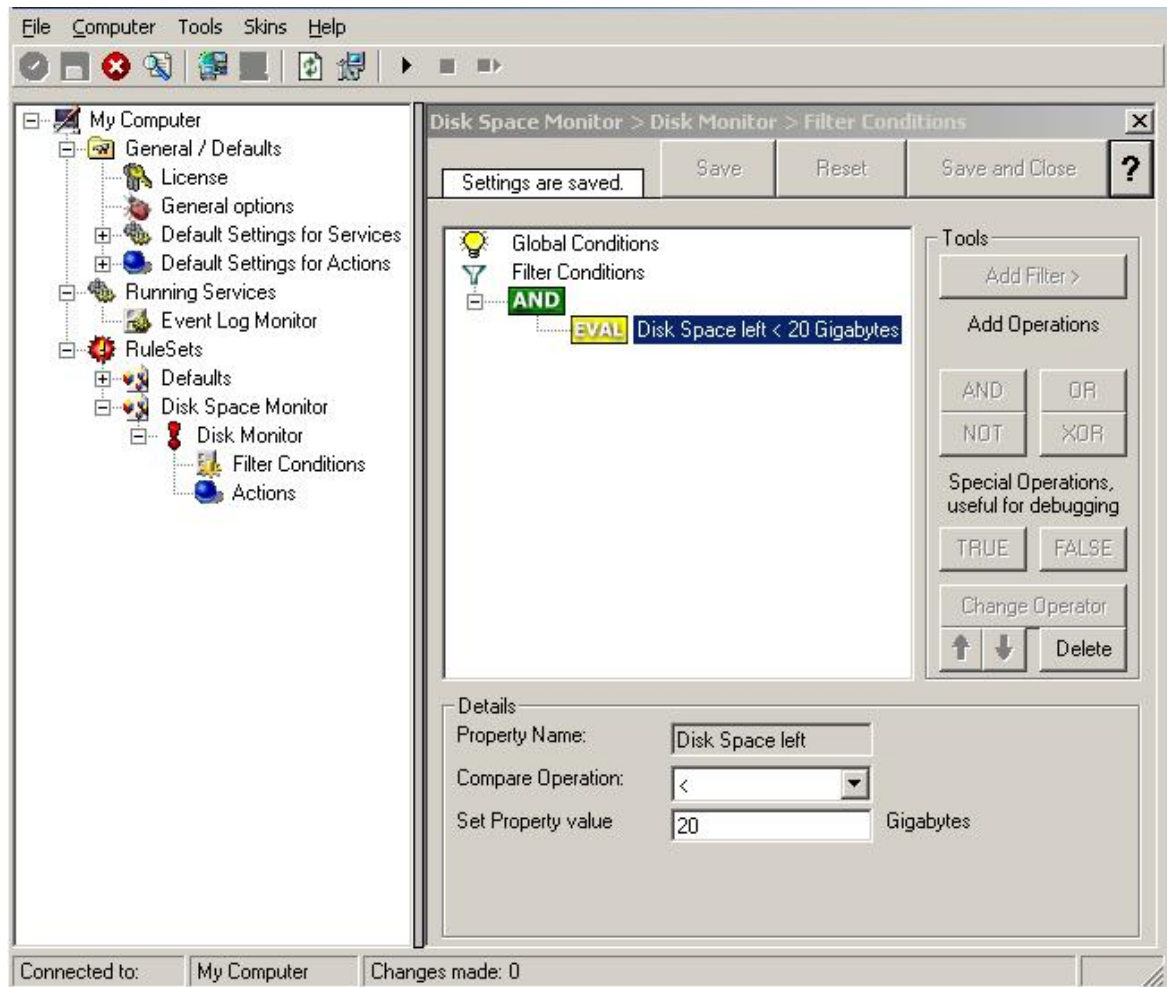 File Computer Tools Skins Help
My Computer
General / Defaults
License
General options
Default Settings for Services
Default Settings for Actions
Running Services
Event Log Monitor
RuleSets
Defaults
Disk Space Monitor
Disk Monitor
Filter Conditions
Actions
Disk Space Monitor > Disk Monitor > Filter Conditions
Settings are saved.
Save
Reset
Save and Close
?
Global Conditions
Filter Conditions
AND
EVAL Disk Space left < 20 Gigabytes
Tools
Add Filter >
Add Operations
AND OR
NOT XOR
Special Operations,
useful for debugging
TRUE FALSE
Change Operator
Delete
Details
Property Name: Disk Space left
Compare Operation: <
Set Property value 20 Gigabytes
Connected to: My Computer Changes made: 0